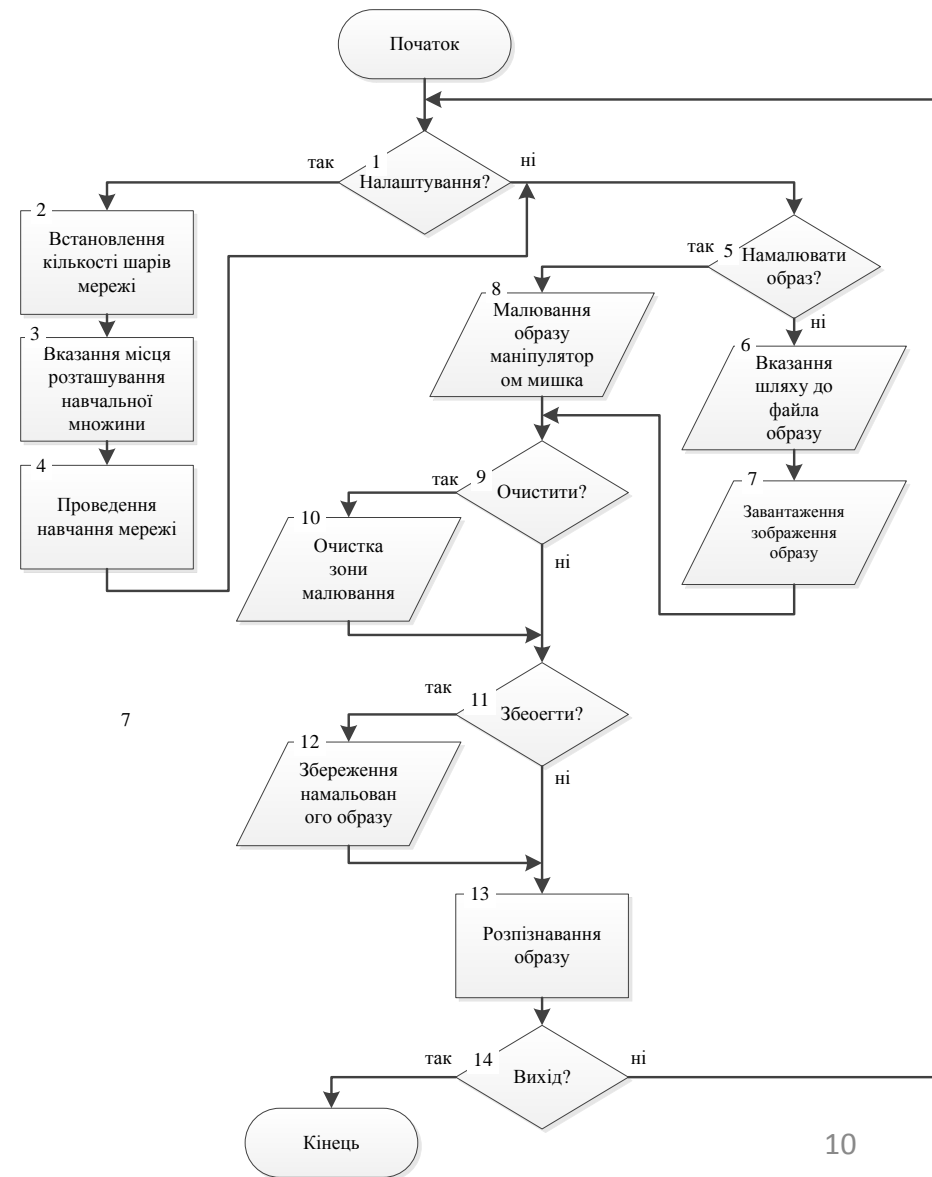 Початок
так
1
ні
Налаштування?
2
Встановлення
кількості шарів
мережі
3
Вказання місця
розташування
навчальної
множини
4
Проведення
навчання мережі
так
5
Намалювати
образ?
ні
6
Вказання
шляху до
файла
образу
7
Завантаження
зображення
образу
8
Малювання
образу
маніпулятор
ом мишка
так
9
Очистити?
ні
10
Очистка
зони
малювання
так
11
Збеоегти?
ні
7
12
Збереження
намальован
ого образу
13
Розпізнавання
образу
так
14
Вихід?
ні
Кінець
10